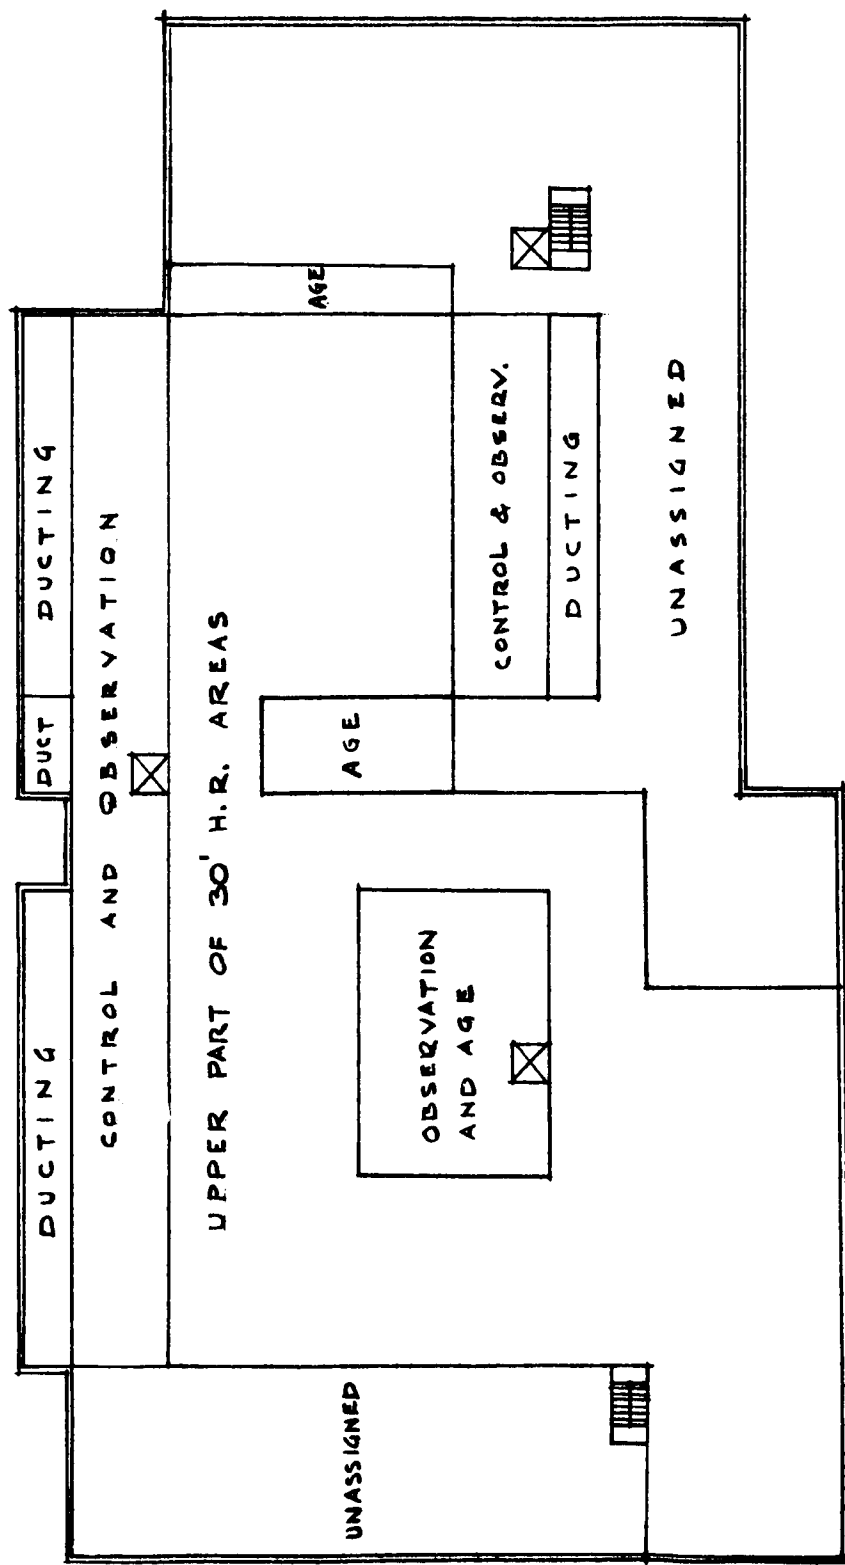 DUCTING
DUCT
DUCTING
CONTROL AND OBSERVATION
UPPER PART OF 30' H.R. AREAS
AGE
AGE
UNASSIGNED
OBSERVATION
AND AGE
CONTROL & OBSERV.
DUCTING
UNASSIGNED